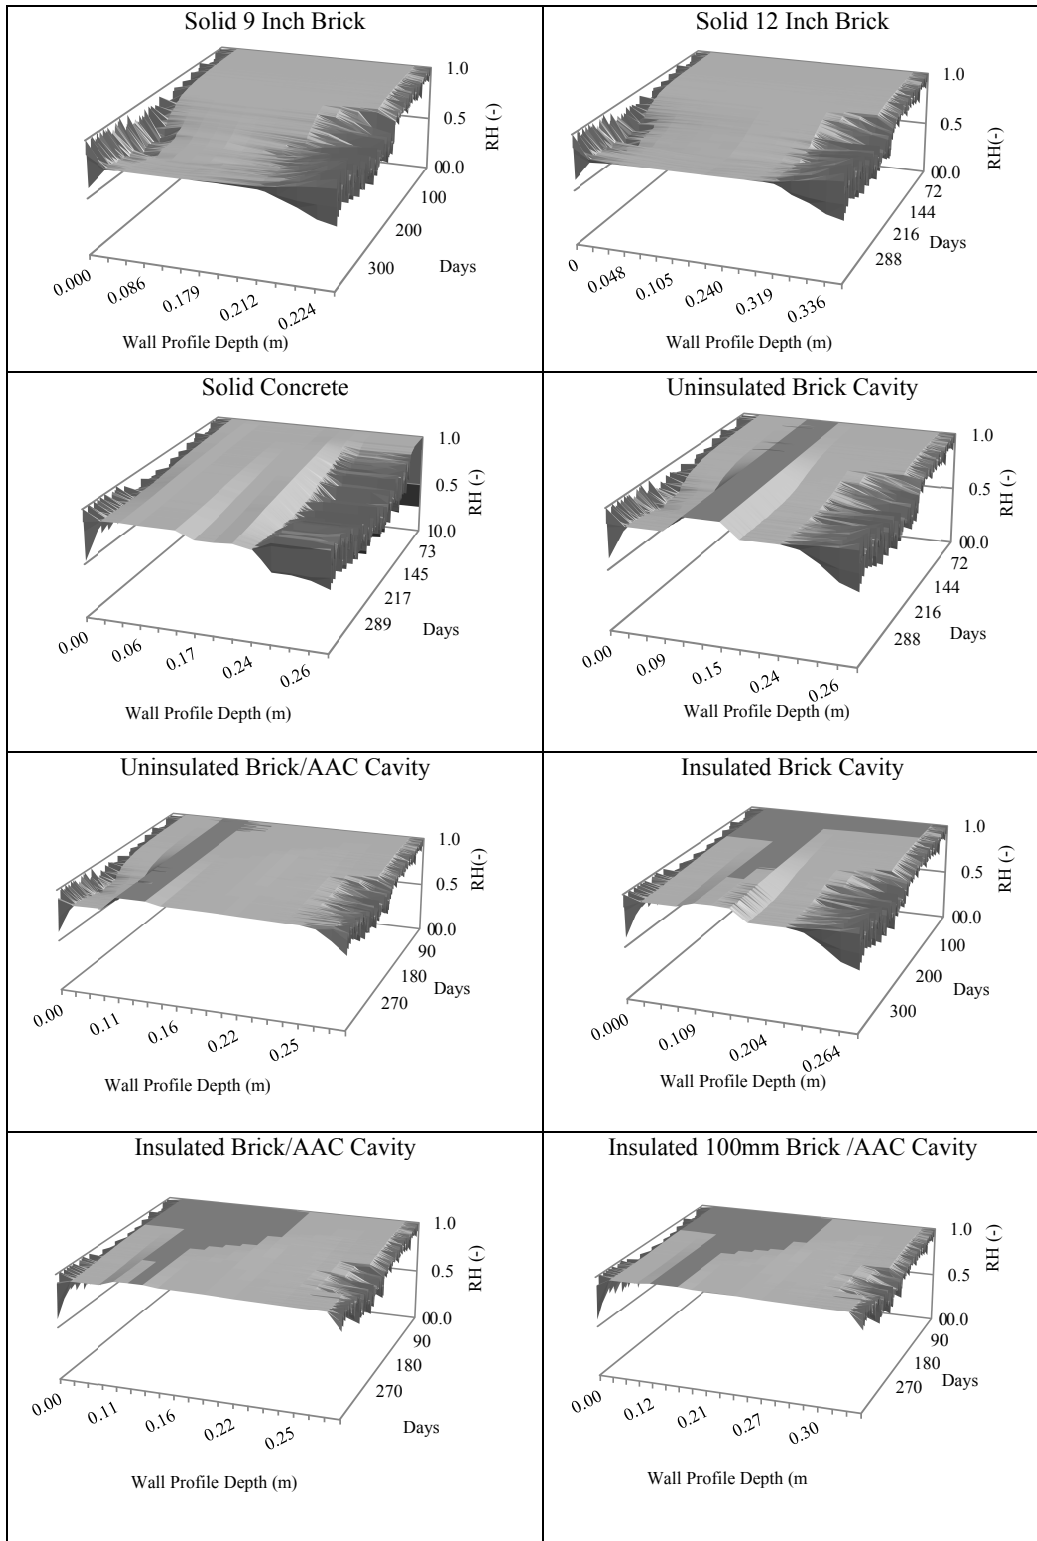 Solid 9 Inch Brick
1.0
0.5
00.0
RH (-)
100
200
300
Days
0.000
0.086
0.179
0.212
0.224
Wall Profile Depth (m)
Solid 12 Inch Brick
1.0
0.5
00.0
RH(-)
72
144
216
288
Days
0
0.048
0.105
0.240
0.319
0.336
Wall Profile Depth (m)
Solid Concrete
1.0
0.5
10.0
RH (-)
73
145
217
289
Days
0.00
0.06
0.17
0.24
0.26
Wall Profile Depth (m)
Uninsulated Brick Cavity
1.0
0.5
00.0
RH (-)
72
144
216
288
Days
0.00
0.09
0.15
0.24
0.26
Wall Profile Depth (m)
Uninsulated Brick/AAC Cavity
1.0
0.5
00.0
RH(-)
90
180
270
Days
0.00
0.11
0.16
0.22
0.25
Wall Profile Depth (m)
Insulated Brick Cavity
1.0
0.5
00.0
RH (-)
100
200
300
Days
0.000
0.109
0.204
0.264
Wall Profile Depth (m)
Insulated Brick/AAC Cavity
1.0
0.5
00.0
RH (-)
90
180
270
Days
0.00
0.11
0.16
0.22
0.25
Wall Profile Depth (m)
Insulated 100mm Brick /AAC Cavity
1.0
0.5
00.0
RH (-)
90
180
270
Days
0.00
0.12
0.21
0.27
0.30
Wall Profile Depth (m